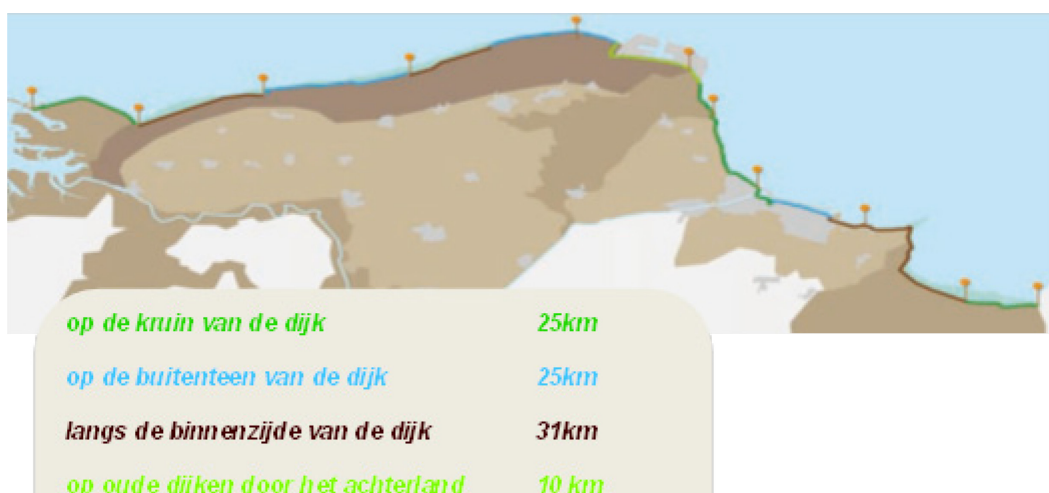 op de kruin van de dijk 25km
op de buitenteen van de dijk 25km
langs de binnenzijde van de dijk 31km
op oude dijken door het achterland 10 km